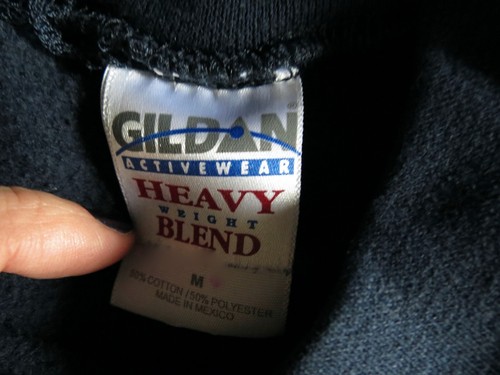 GILDAN
ACTIVEWEAR
HEAVY
WEIGHT
BLEND
M
50% COTTON / 50% POLYESTER
MADE IN MEXICO